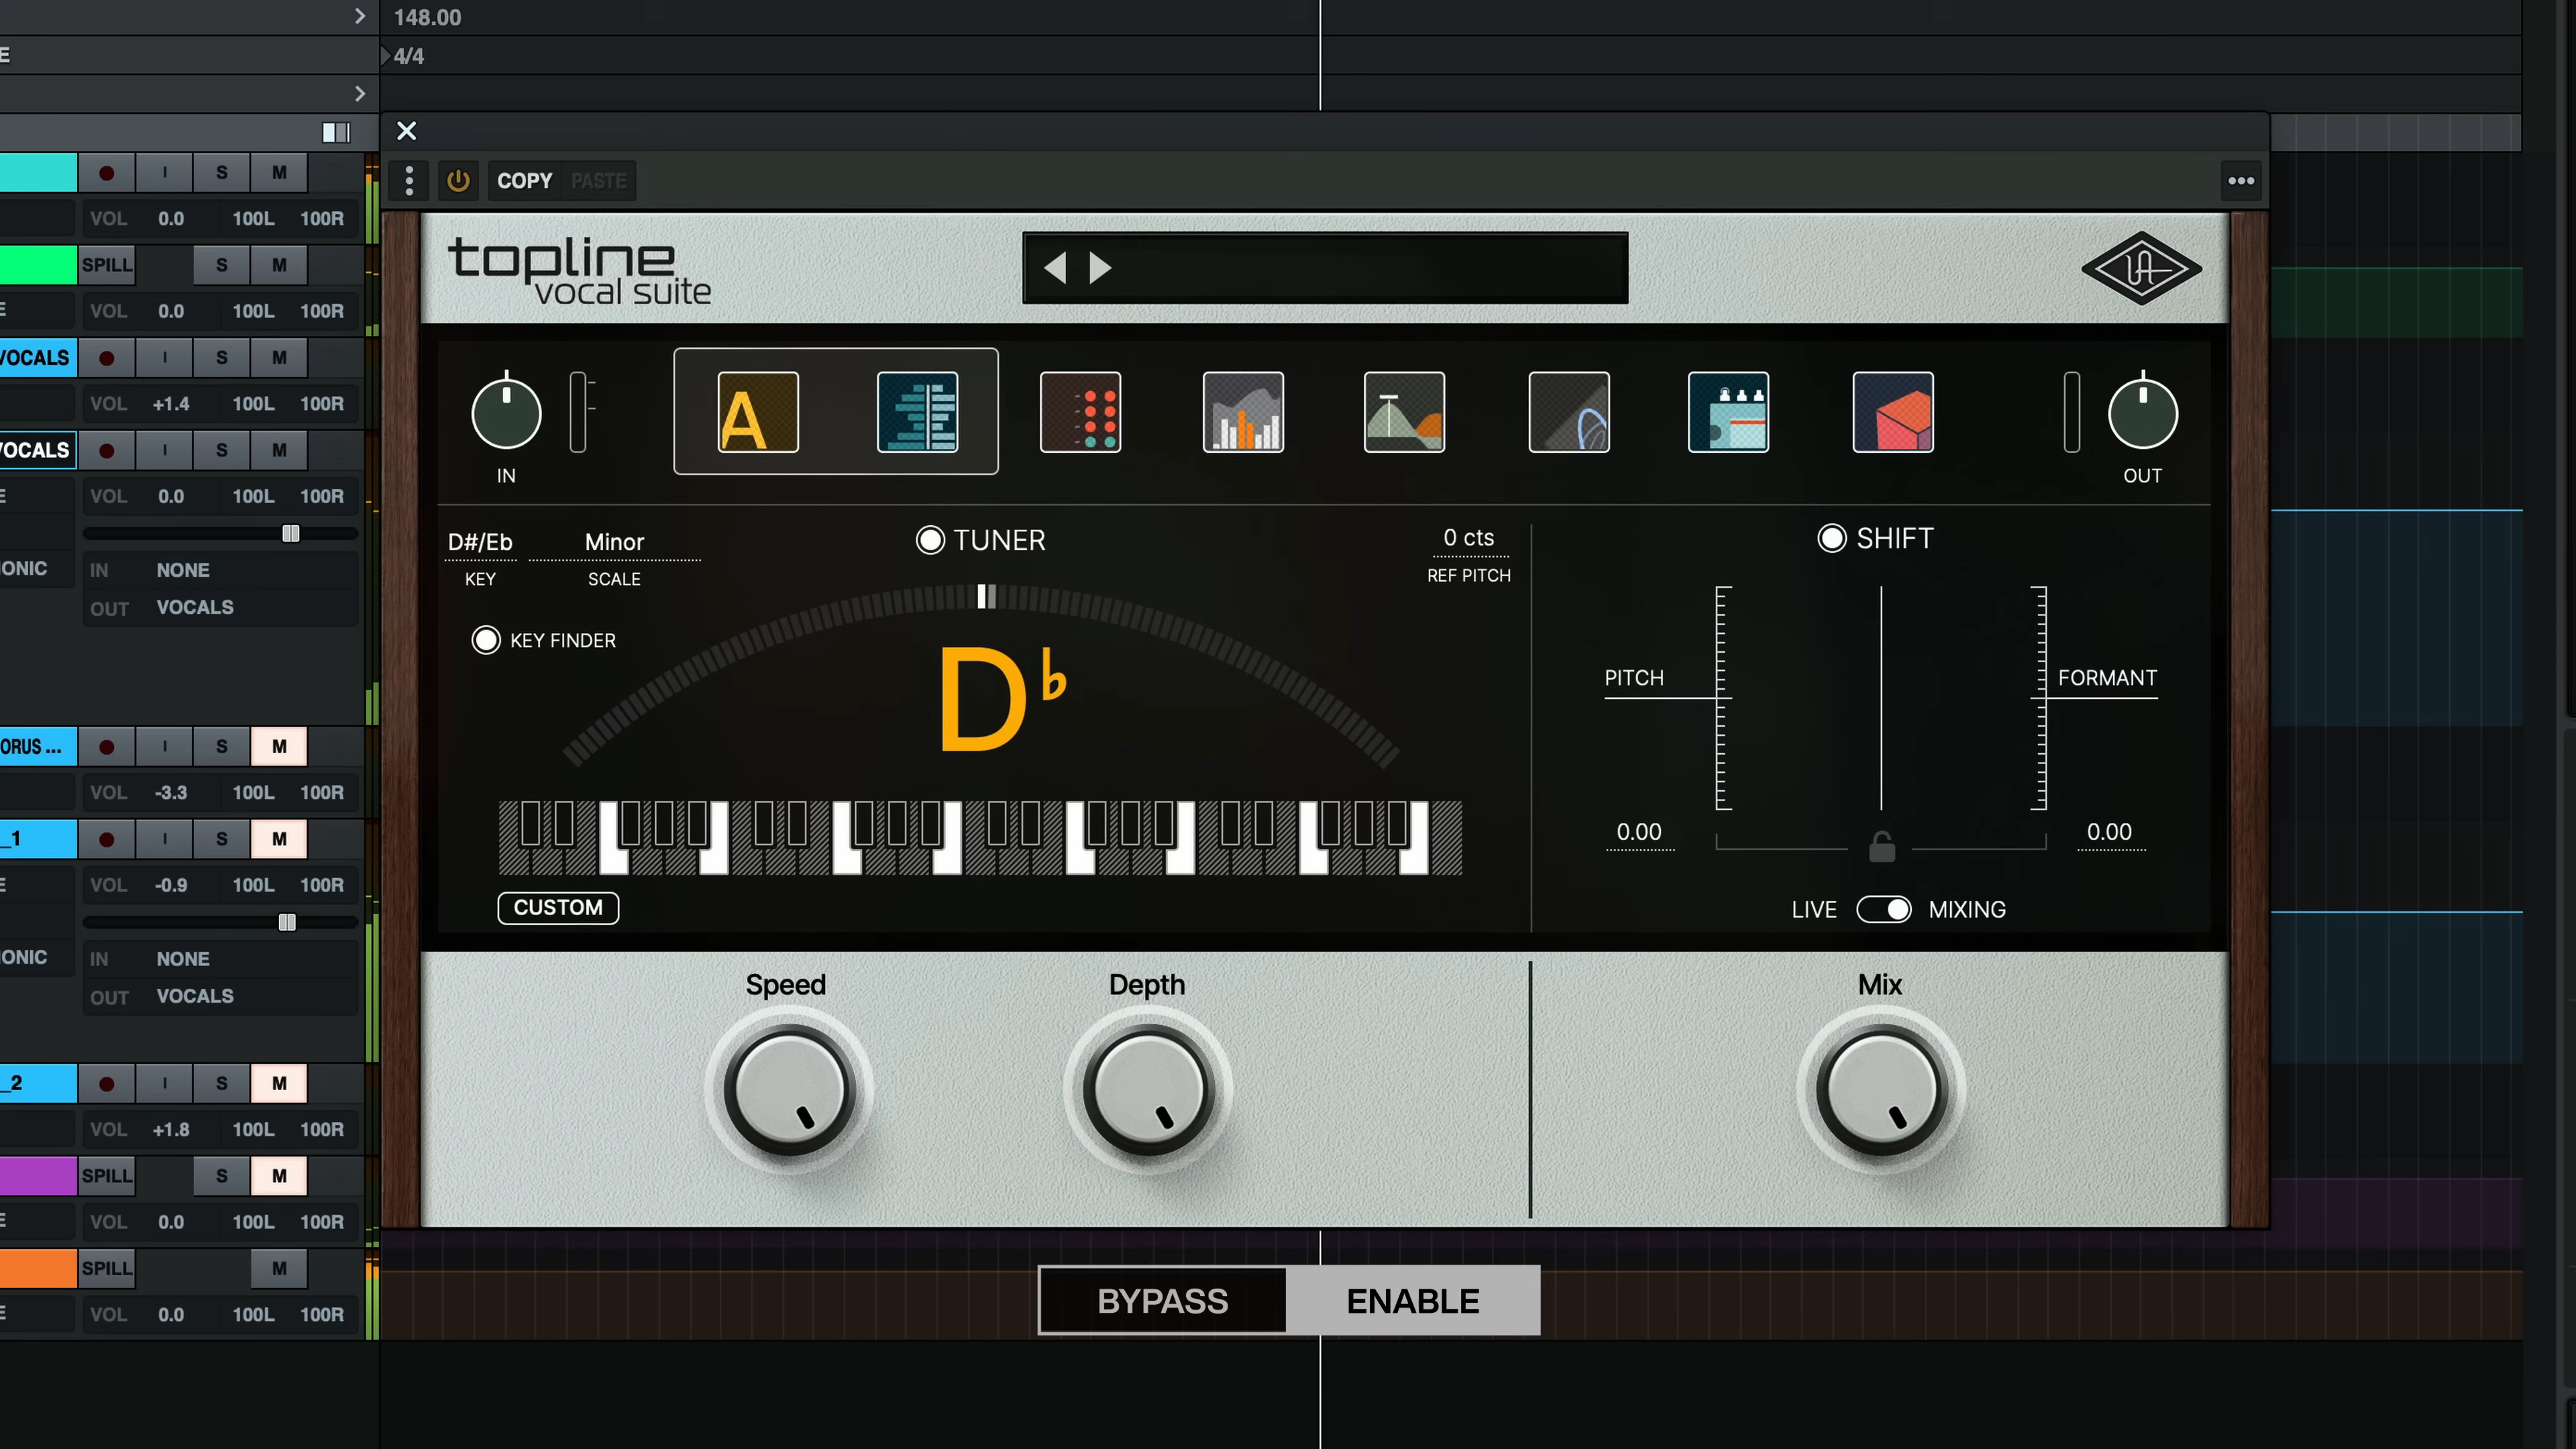 148.00
E
4/4
COPY PASTE
I S M
VOL 0.0 100L 100R
SPILL S M
E VOL 0.0 100L 100R
VOCALS I S M
VOL +1.4 100L 100R
VOCALS I S M
E VOL 0.0 100L 100R
ONIC IN NONE
OUT VOCALS
ORUS ... I S M
VOL -3.3 100L 100R
_1 I S M
E VOL -0.9 100L 100R
ONIC IN NONE
OUT VOCALS
_2 I S M
VOL +1.8 100L 100R
SPILL S M
E VOL 0.0 100L 100R
SPILL M
E VOL 0.0 100L 100R
topline
vocal suite
UA
A
IN
OUT
D#/Eb Minor
KEY SCALE
TUNER
0 cts
REF PITCH
KEY FINDER
D♭
CUSTOM
SHIFT
PITCH FORMANT
0.00 0.00
LIVE MIXING
Speed Depth Mix
BYPASS ENABLE